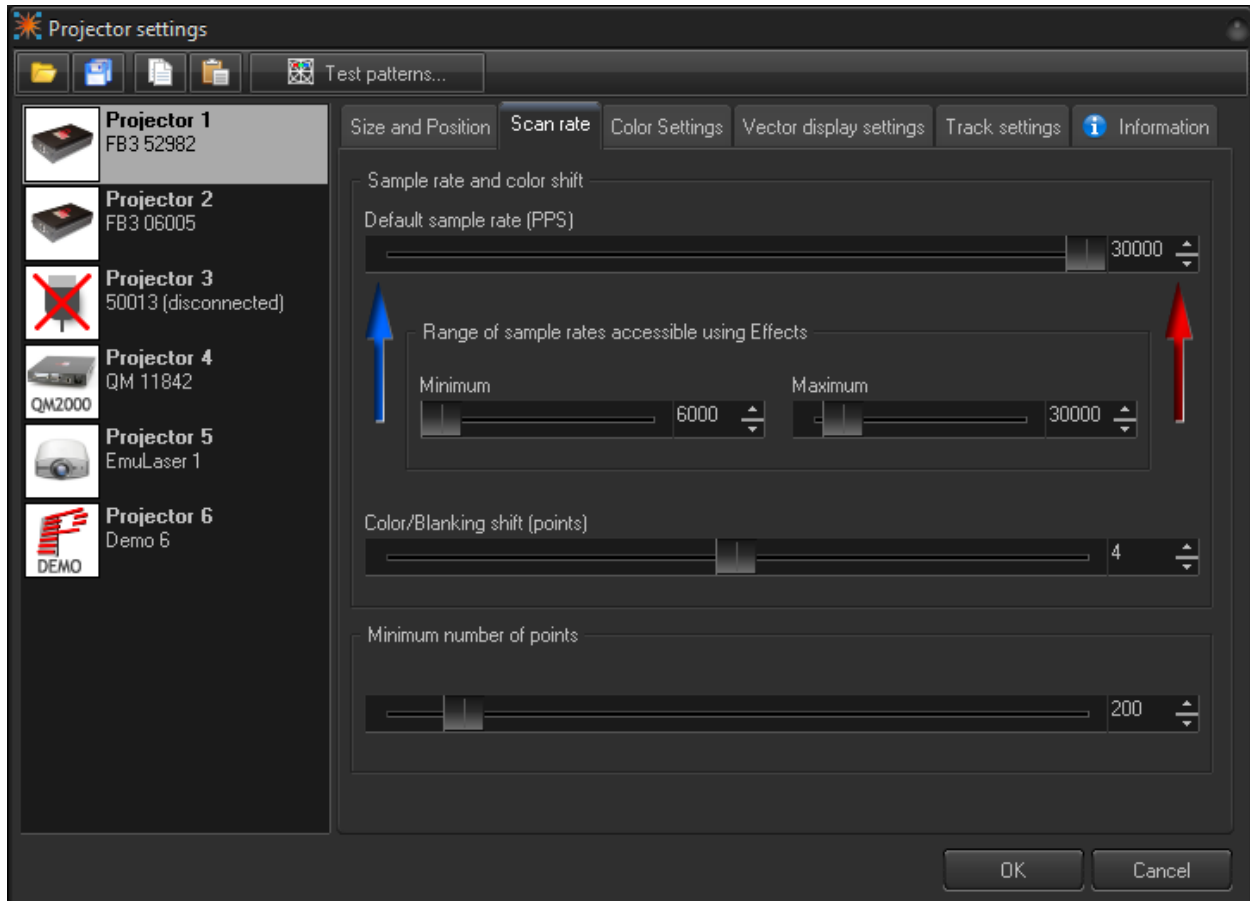 Projector settings
Test patterns...
Projector 1
FB3 52982
Projector 2
FB3 06005
Projector 3
50013 (disconnected)
Projector 4
QM 11842
QM2000
Projector 5
EmuLaser 1
Projector 6
Demo 6
DEMO
Size and Position Scan rate Color Settings Vector display settings Track settings Information
Sample rate and color shift
Default sample rate (PPS)
30000
Range of sample rates accessible using Effects
Minimum Maximum
6000 30000
Color/Blanking shift (points)
4
Minimum number of points
200
OK Cancel